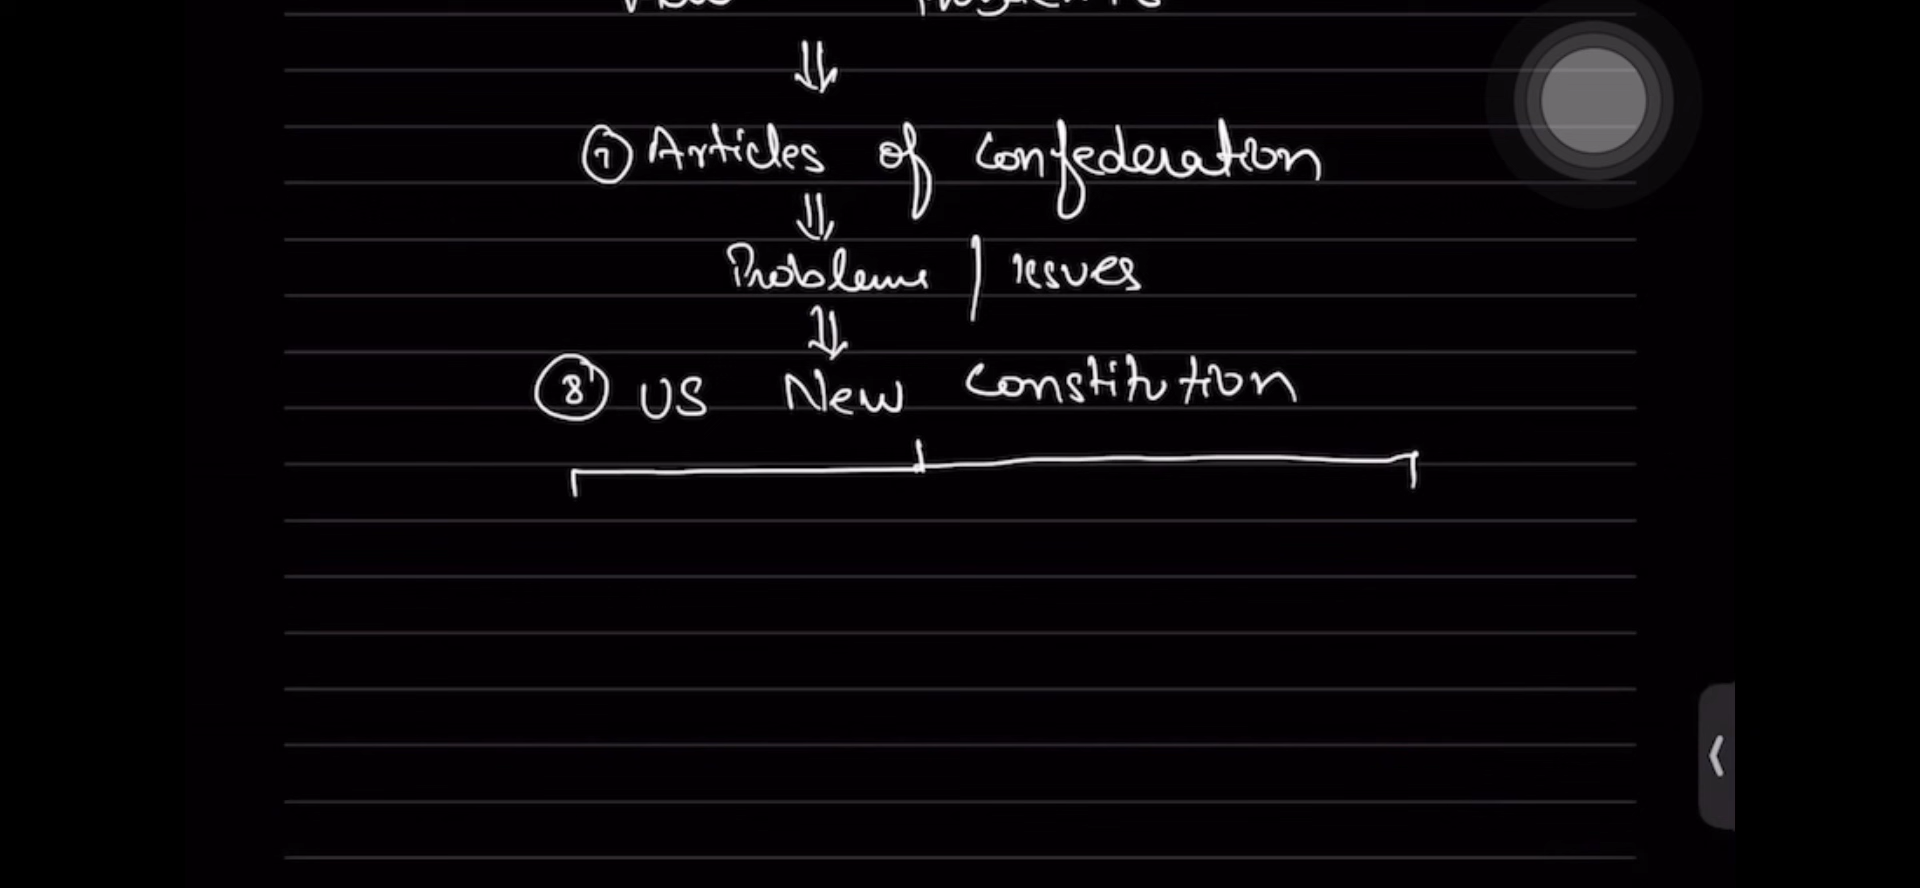 ⇓
⑦ Articles of Confederation
⇓
Problems | issues
⇓
⑧ US New Constitution